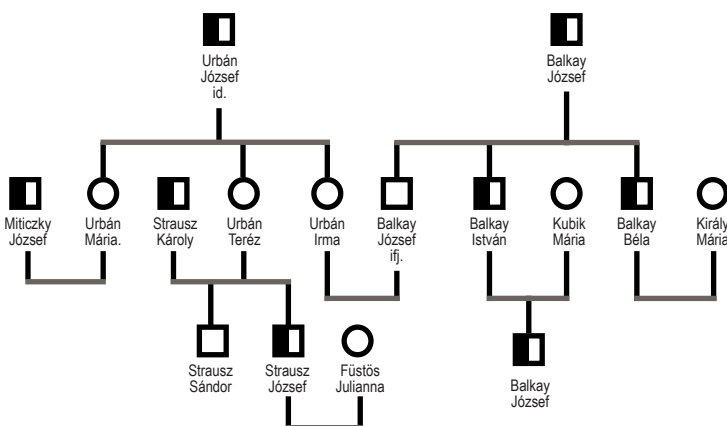 Urbán
József
id.
Balkay
József
Miticzky
József
Urbán
Mária.
Strausz
Károly
Urbán
Teréz
Urbán
Irma
Balkay
József
ifj.
Balkay
István
Kubik
Mária
Balkay
Béla
Király
Mária
Strausz
Sándor
Strausz
József
Füstös
Julianna
Balkay
József